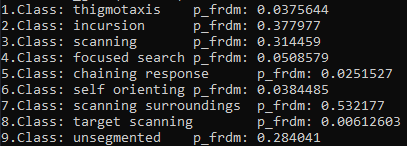 1.Class: thigmotaxis    p_frdm: 0.0375644
2.Class: incursion      p_frdm: 0.377977
3.Class: scanning       p_frdm: 0.314459
4.Class: focused search p_frdm: 0.0508579
5.Class: chaining response      p_frdm: 0.0251527
6.Class: self orienting p_frdm: 0.0384485
7.Class: scanning surroundings  p_frdm: 0.532177
8.Class: target scanning        p_frdm: 0.00612603
9.Class: unsegmented    p_frdm: 0.284041